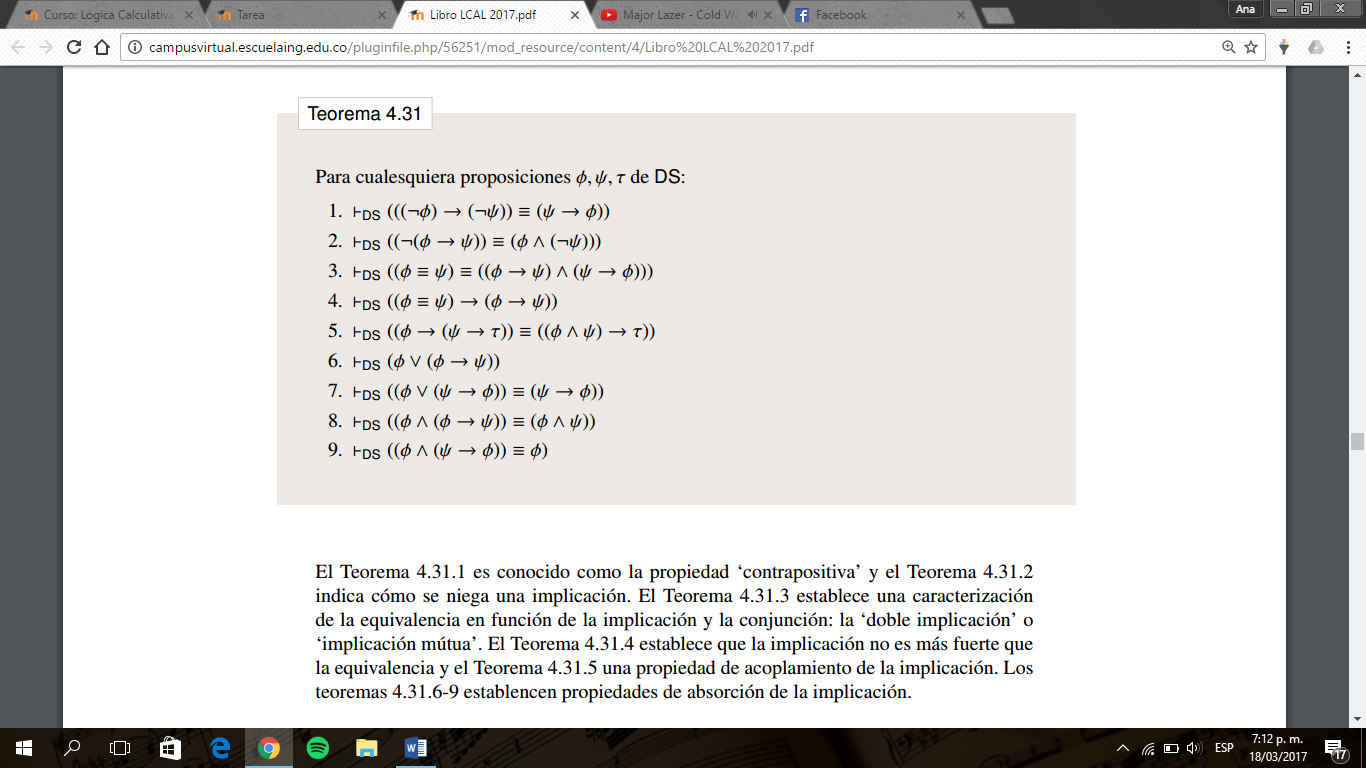 Curso: Lógica Calculativa
Tarea
Libro LCAL 2017.pdf
Major Lazer - Cold W
Facebook
Ana
campusvirtual.escuelaing.edu.co/pluginfile.php/56251/mod_resource/content/4/Libro%20LCAL%202017.pdf
Teorema 4.31
Para cualesquiera proposiciones ϕ, ψ, τ de DS:
1. ⊢DS (((¬ϕ) → (¬ψ)) ≡ (ψ → ϕ))
2. ⊢DS ((¬(ϕ → ψ)) ≡ (ϕ ∧ (¬ψ)))
3. ⊢DS ((ϕ ≡ ψ) ≡ ((ϕ → ψ) ∧ (ψ → ϕ)))
4. ⊢DS ((ϕ ≡ ψ) → (ϕ → ψ))
5. ⊢DS ((ϕ → (ψ → τ)) ≡ ((ϕ ∧ ψ) → τ))
6. ⊢DS (ϕ ∨ (ϕ → ψ))
7. ⊢DS ((ϕ ∨ (ψ → ϕ)) ≡ (ψ → ϕ))
8. ⊢DS ((ϕ ∧ (ϕ → ψ)) ≡ (ϕ ∧ ψ))
9. ⊢DS ((ϕ ∧ (ψ → ϕ)) ≡ ϕ)
El Teorema 4.31.1 es conocido como la propiedad ‘contrapositiva’ y el Teorema 4.31.2
indica cómo se niega una implicación. El Teorema 4.31.3 establece una caracterización
de la equivalencia en función de la implicación y la conjunción: la ‘doble implicación’ o
‘implicación mútua’. El Teorema 4.31.4 establece que la implicación no es más fuerte que
la equivalencia y el Teorema 4.31.5 una propiedad de acoplamiento de la implicación. Los
teoremas 4.31.6-9 establencen propiedades de absorción de la implicación.
ESP
7:12 p. m.
18/03/2017
17